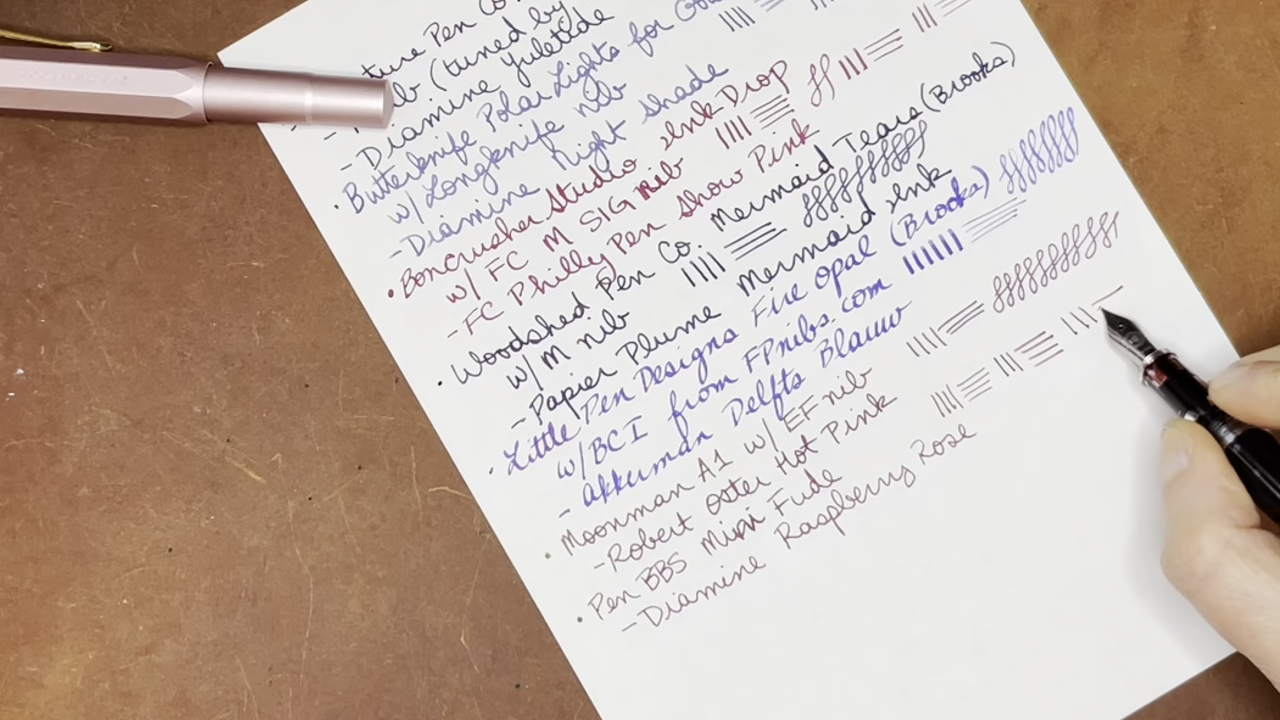 ture Pen Co.
nib (tuned by
- Diamine Yuletide
• Butterknife Polar Lights for
w/ Longknife nib
- Diamine Night Shade
• Boncrusher Studio Ink Drop
w/ FC M SIG nib
- FC Philly Pen Show Pink
• Woodshed Pen Co. Mermaid Tears (Brooks)
w/ M nib
- Papier Plume Mermaid Ink
• Little Pen Designs Fire Opal (Brooks)
w/ BCI from FPnibs.com
- Akkerman Delfts Blauw
• Moonman A1 w/ EF nib
- Robert Oster Hot Pink
• Pen BBS Mini Fude
- Diamine Raspberry Rose